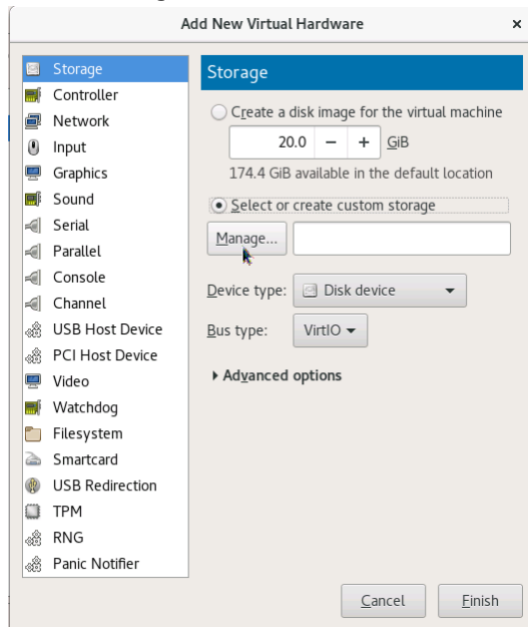 Add New Virtual Hardware
Storage
Controller
Network
Input
Graphics
Sound
Serial
Parallel
Console
Channel
USB Host Device
PCI Host Device
Video
Watchdog
Filesystem
Smartcard
USB Redirection
TPM
RNG
Panic Notifier
Storage
Create a disk image for the virtual machine
20.0 − + GiB
174.4 GiB available in the default location
Select or create custom storage
Manage...
Device type: Disk device
Bus type: VirtIO
Advanced options
Cancel Finish